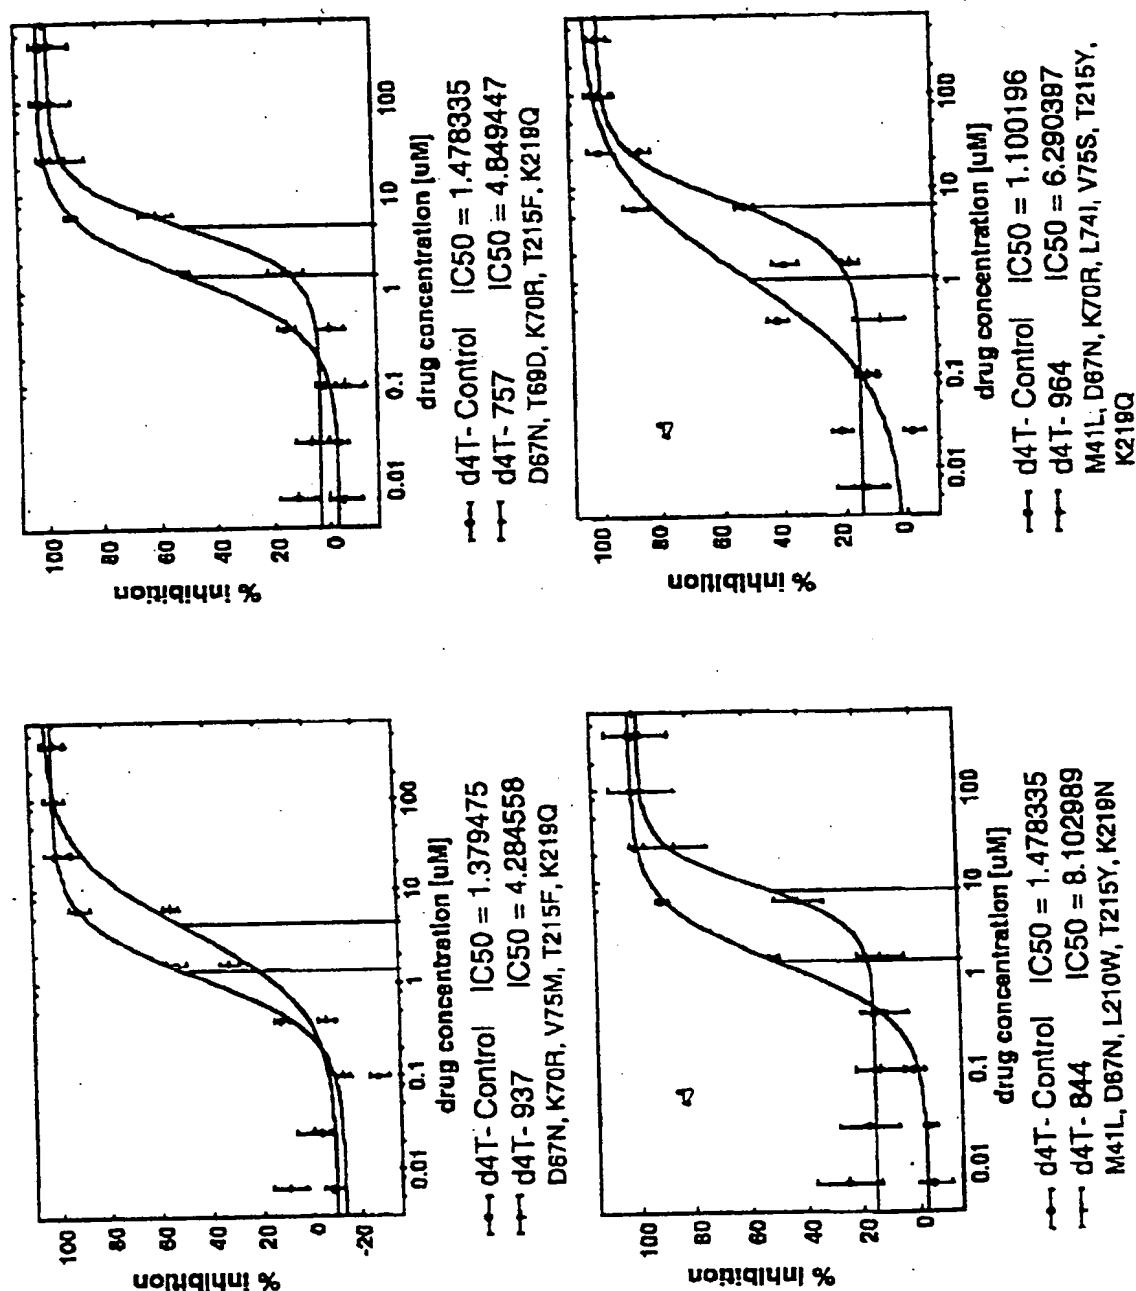 % inhibition
100
80
60
40
20
0
-20
0.01
0.1
1
10
100
drug concentration [uM]
d4T- Control IC50 = 1.379475
d4T- 937 IC50 = 4.284558
D67N, K70R, V75M, T215F, K219Q
% inhibition
100
80
60
40
20
0
0.01
0.1
1
10
100
drug concentration [uM]
d4T- Control IC50 = 1.478335
d4T- 757 IC50 = 4.849447
D67N, T69D, K70R, T215F, K219Q
% inhibition
100
80
60
40
20
0
0.01
0.1
1
10
100
drug concentration [uM]
d4T- Control IC50 = 1.478335
d4T- 844 IC50 = 8.102989
M41L, D67N, L210W, T215Y, K219N
% inhibition
100
80
60
40
20
0
0.01
0.1
1
10
100
drug concentration [uM]
d4T- Control IC50 = 1.100196
d4T- 964 IC50 = 6.290397
M41L, D67N, K70R, L74I, V75S, T215Y,
K219Q